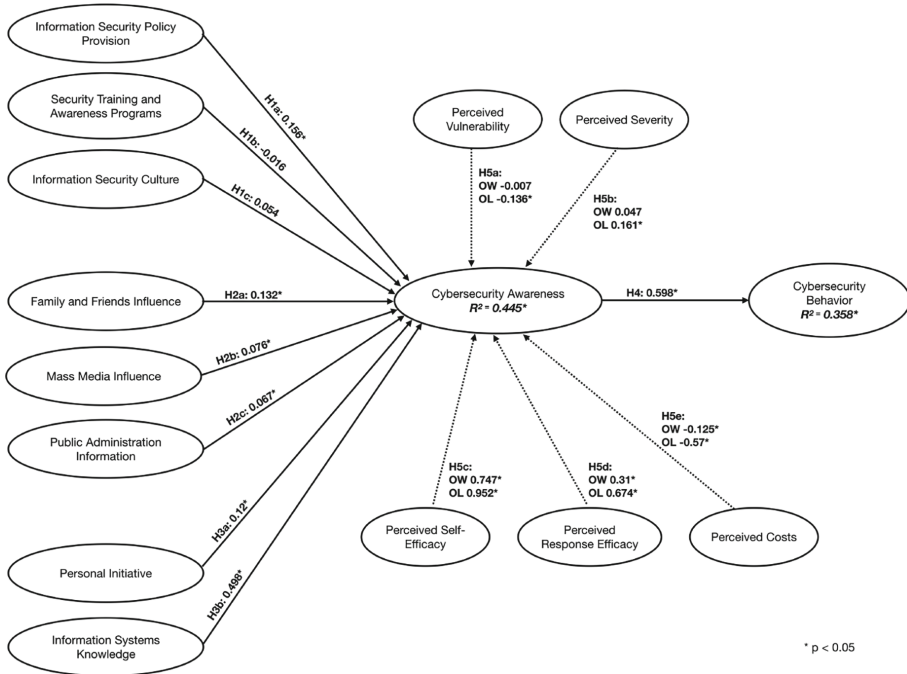 Information Security Policy
Provision
H1a: 0.156*
Security Training and
Awareness Programs
H1b: -0.016
Information Security Culture
H1c: 0.054
Perceived
Vulnerability
Perceived Severity
H5a:
OW -0.007
OL -0.136*
H5b:
OW 0.047
OL 0.161*
Family and Friends Influence
H2a: 0.132*
Cybersecurity Awareness
R² = 0.445*
H4: 0.598*
Cybersecurity
Behavior
R² = 0.358*
Mass Media Influence
H2b: 0.076*
Public Administration
Information
H2c: 0.067*
H5c:
OW 0.747*
OL 0.952*
H5d:
OW 0.31*
OL 0.674*
H5e:
OW -0.125*
OL -0.57*
Perceived Self-
Efficacy
Perceived
Response Efficacy
Perceived Costs
Personal Initiative
H3a: 0.12*
Information Systems
Knowledge
H3b: 0.498*
* p < 0.05